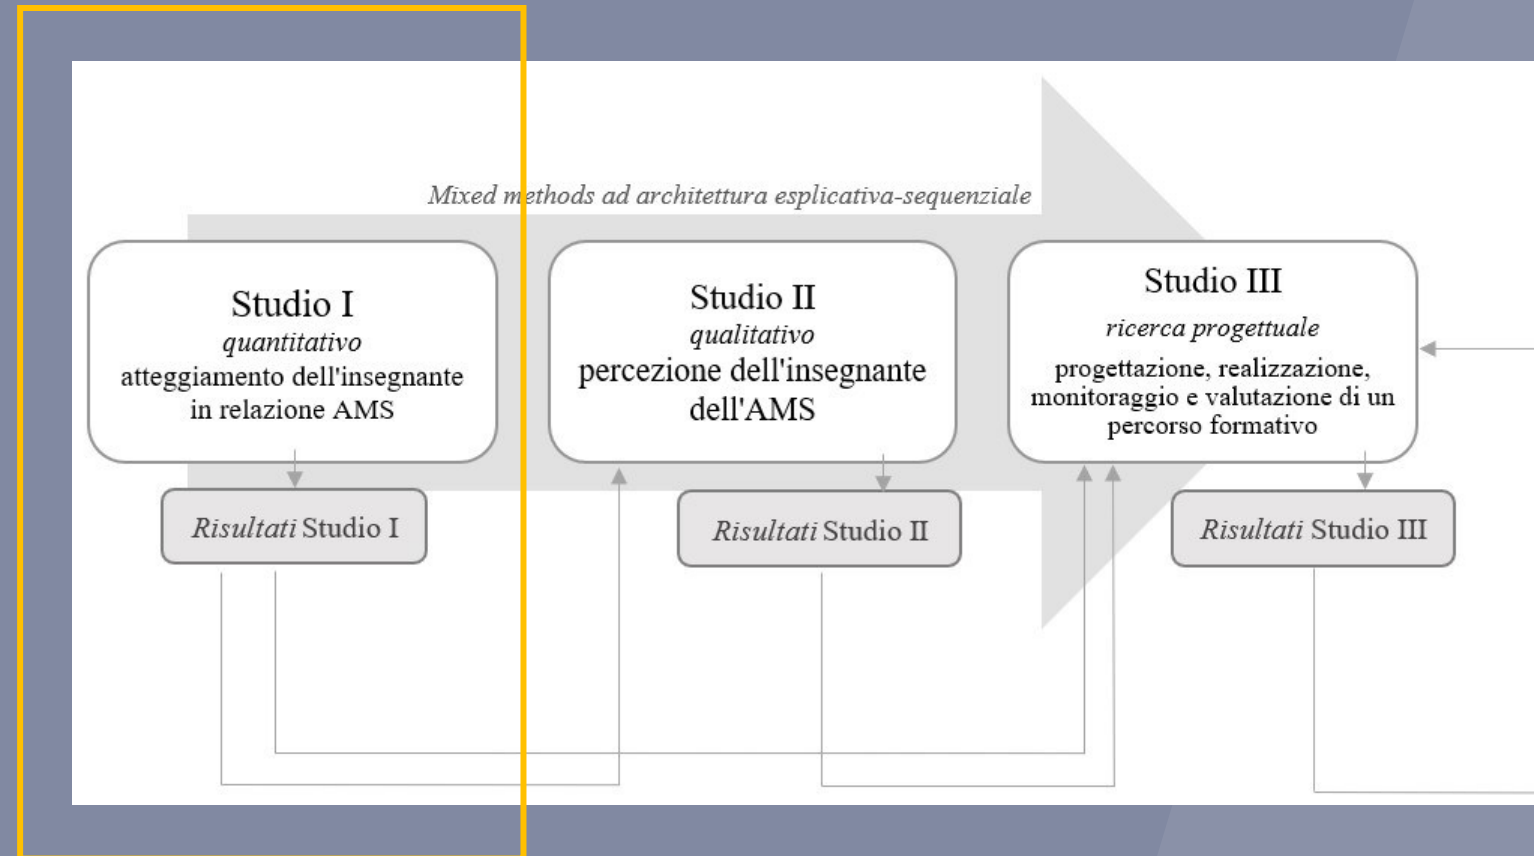 Mixed methods ad architettura esplicativa-sequenziale
Studio I
quantitativo
atteggiamento dell'insegnante
in relazione AMS
Studio II
qualitativo
percezione dell'insegnante
dell'AMS
Studio III
ricerca progettuale
progettazione, realizzazione,
monitoraggio e valutazione di un
percorso formativo
Risultati Studio I
Risultati Studio II
Risultati Studio III